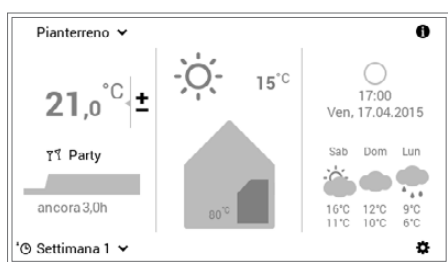 Pianterreno
21,0 °C
±
Party
ancora 3,0h
Settimana 1
15°C
80°C
17:00
Ven, 17.04.2015
Sab Dom Lun
16°C 12°C 9°C
11°C 10°C 6°C